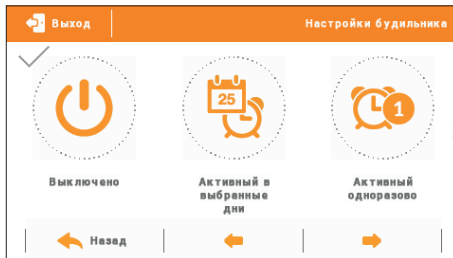 Выход
Настройки будильника
25
1
Выключено
Активный в
выбранные
дни
Активный
одноразово
Назад